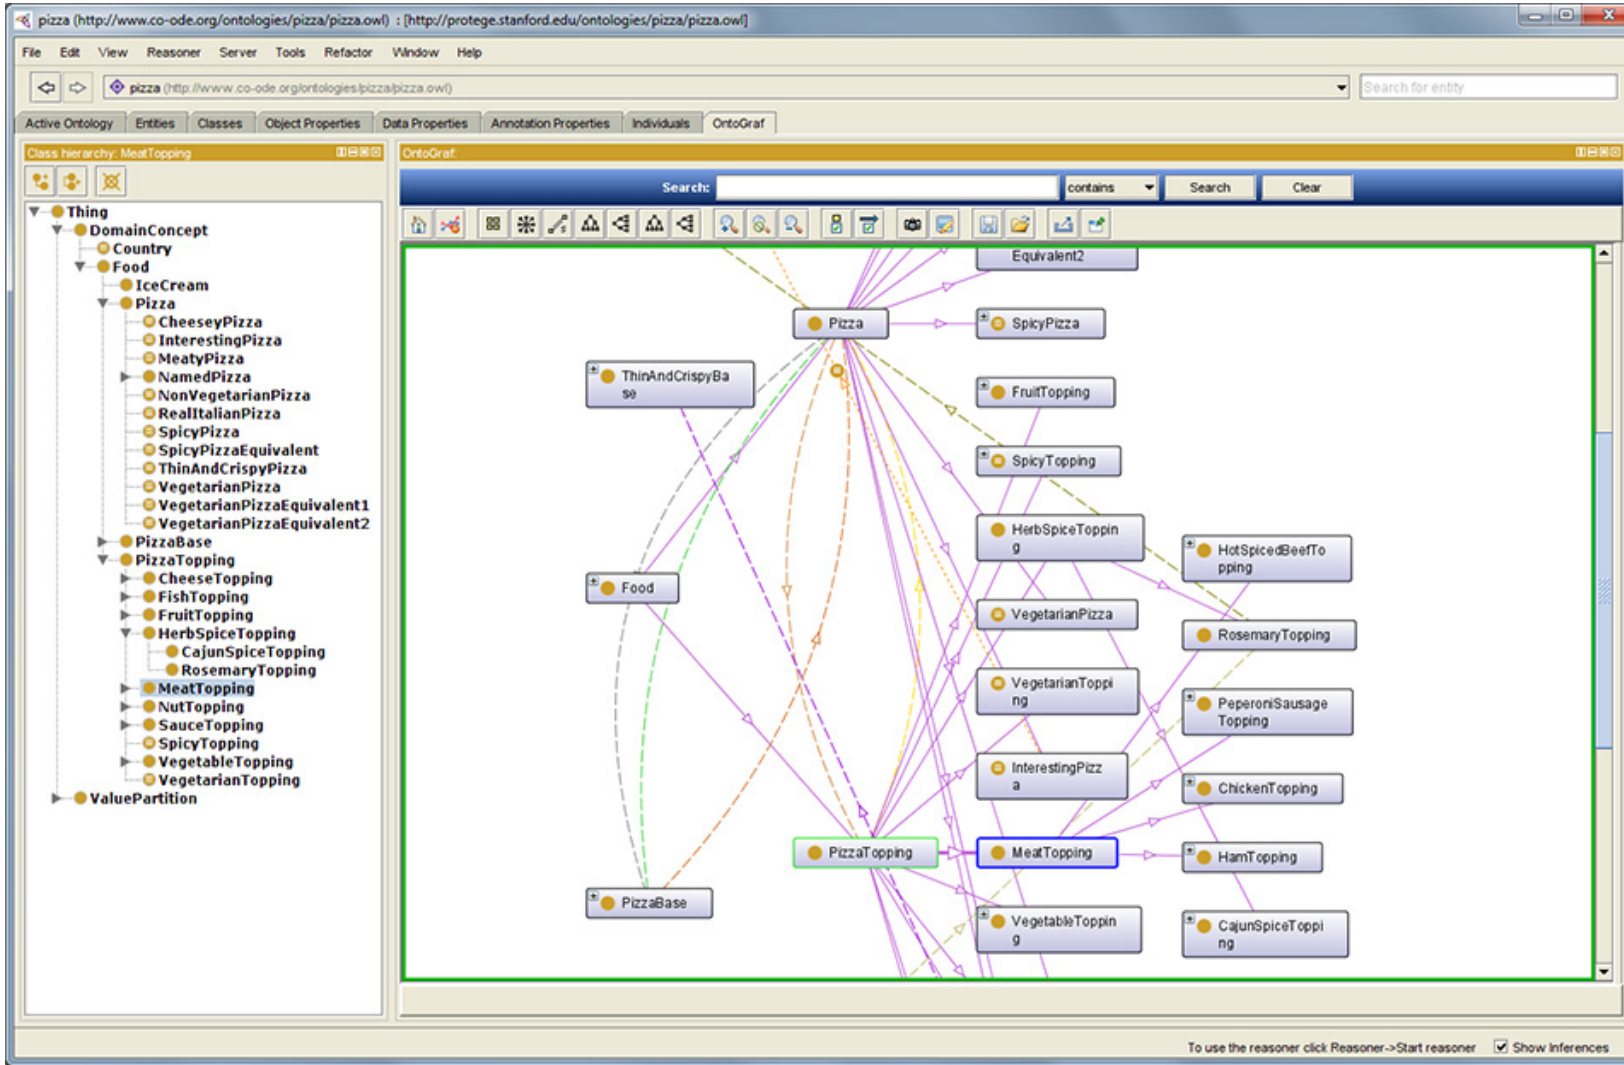 pizza (http://www.co-ode.org/ontologies/pizza/pizza.owl) : [http://protege.stanford.edu/ontologies/pizza/pizza.owl]
File Edit View Reasoner Server Tools Refactor Window Help
pizza (http://www.co-ode.org/ontologies/pizza/pizza.owl)
Search for entity
Active Ontology Entities Classes Object Properties Data Properties Annotation Properties Individuals OntoGraf
Class hierarchy: MeatTopping
Thing
DomainConcept
Country
Food
IceCream
Pizza
CheeseyPizza
InterestingPizza
MeatyPizza
NamedPizza
NonVegetarianPizza
RealItalianPizza
SpicyPizza
SpicyPizzaEquivalent
ThinAndCrispyPizza
VegetarianPizza
VegetarianPizzaEquivalent1
VegetarianPizzaEquivalent2
PizzaBase
PizzaTopping
CheeseTopping
FishTopping
FruitTopping
HerbSpiceTopping
CajunSpiceTopping
RosemaryTopping
MeatTopping
NutTopping
SauceTopping
SpicyTopping
VegetableTopping
VegetarianTopping
ValuePartition
OntoGraf:
Search: contains Search Clear
Equivalent2
Pizza
SpicyPizza
ThinAndCrispyBa
se
FruitTopping
SpicyTopping
HerbSpiceToppin
g
HotSpicedBeefTo
pping
Food
VegetarianPizza
RosemaryTopping
VegetarianToppi
ng
PeperoniSausage
Topping
InterestingPizz
a
ChickenTopping
PizzaTopping
MeatTopping
HamTopping
PizzaBase
VegetableToppin
g
CajunSpiceToppi
ng
To use the reasoner click Reasoner->Start reasoner Show Inferences